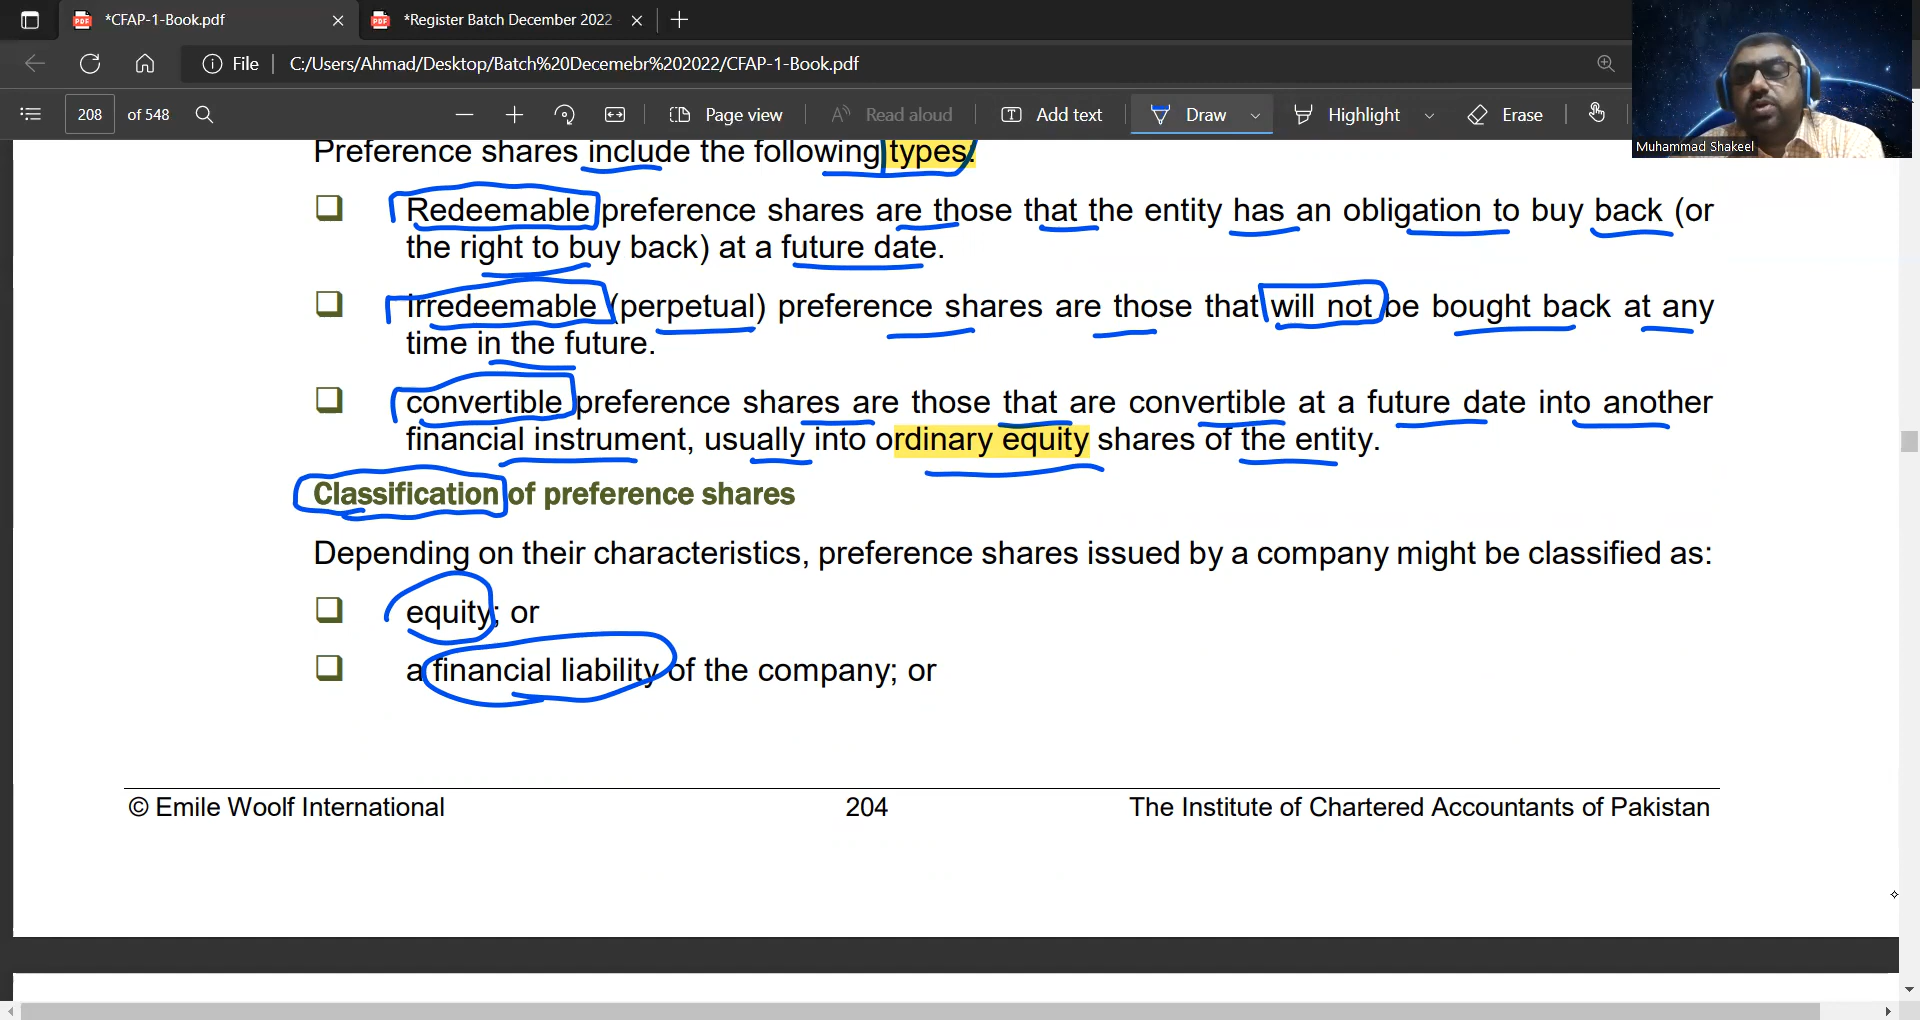 *CFAP-1-Book.pdf
*Register Batch December 2022
File
C:/Users/Ahmad/Desktop/Batch%20Decemebr%202022/CFAP-1-Book.pdf
208 of 548
Page view
Read aloud
Add text
Draw
Highlight
Erase
Muhammad Shakeel
Preference shares include the following types:
❑ Redeemable preference shares are those that the entity has an obligation to buy back (or
the right to buy back) at a future date.
❑ Irredeemable (perpetual) preference shares are those that will not be bought back at any
time in the future.
❑ convertible preference shares are those that are convertible at a future date into another
financial instrument, usually into ordinary equity shares of the entity.
Classification of preference shares
Depending on their characteristics, preference shares issued by a company might be classified as:
❑ equity; or
❑ a financial liability of the company; or
© Emile Woolf International
204
The Institute of Chartered Accountants of Pakistan